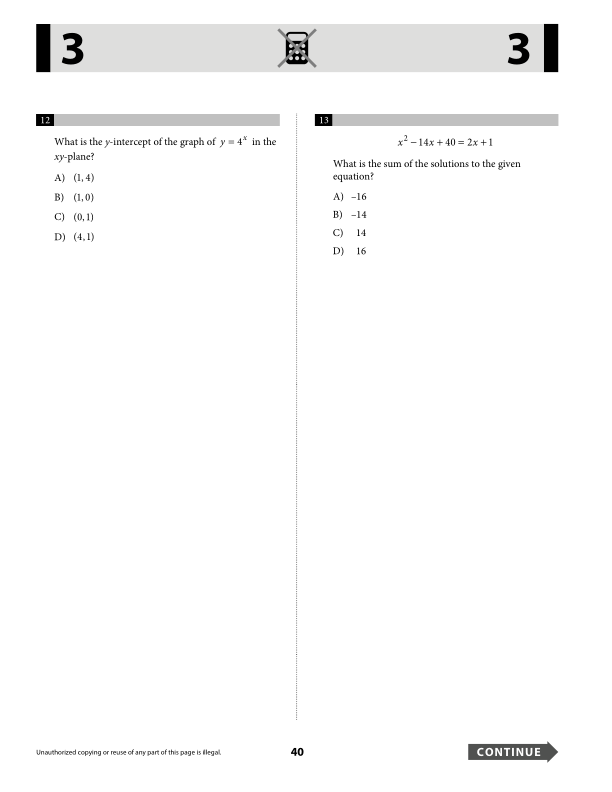 3
3
12
What is the y-intercept of the graph of y = 4^x in the
xy-plane?
A) (1, 4)
B) (1, 0)
C) (0, 1)
D) (4, 1)
13
x^2 − 14x + 40 = 2x + 1
What is the sum of the solutions to the given
equation?
A) –16
B) –14
C) 14
D) 16
Unauthorized copying or reuse of any part of this page is illegal.
40
CONTINUE